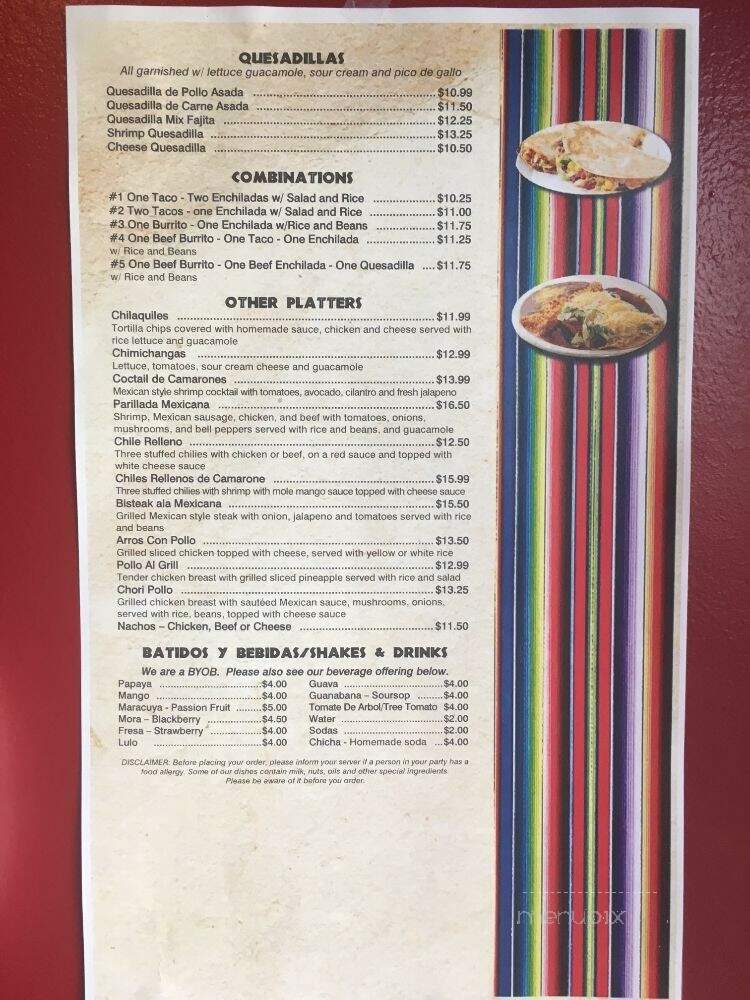 QUESADILLAS
All garnished w/ lettuce guacamole, sour cream and pico de gallo
Quesadilla de Pollo Asada $10.99
Quesadilla de Carne Asada $11.50
Quesadilla Mix Fajita $12.25
Shrimp Quesadilla $13.25
Cheese Quesadilla $10.50
COMBINATIONS
#1 One Taco - Two Enchiladas w/ Salad and Rice $10.25
#2 Two Tacos - one Enchilada w/ Salad and Rice $11.00
#3 One Burrito - One Enchilada w/Rice and Beans $11.75
#4 One Beef Burrito - One Taco - One Enchilada $11.25
w/ Rice and Beans
#5 One Beef Burrito - One Beef Enchilada - One Quesadilla $11.75
w/ Rice and Beans
OTHER PLATTERS
Chilaquiles $11.99
Tortilla chips covered with homemade sauce, chicken and cheese served with
rice lettuce and guacamole
Chimichangas $12.99
Lettuce, tomatoes, sour cream cheese and guacamole
Coctail de Camarones $13.99
Mexican style shrimp cocktail with tomatoes, avocado, cilantro and fresh jalapeno
Parillada Mexicana $16.50
Shrimp, Mexican sausage, chicken, and beef with tomatoes, onions,
mushrooms, and bell peppers served with rice and beans, and guacamole
Chile Relleno $12.50
Three stuffed chilies with chicken or beef, on a red sauce and topped with
white cheese sauce
Chiles Rellenos de Camarone $15.99
Three stuffed chilies with shrimp with mole mango sauce topped with cheese sauce
Bisteak ala Mexicana $15.50
Grilled Mexican style steak with onion, jalapeno and tomatoes served with rice
and beans
Arros Con Pollo $13.50
Grilled sliced chicken topped with cheese, served with yellow or white rice
Pollo Al Grill $12.99
Tender chicken breast with grilled sliced pineapple served with rice and salad
Chori Pollo $13.25
Grilled chicken breast with sautéed Mexican sauce, mushrooms, onions,
served with rice, beans, topped with cheese sauce
Nachos – Chicken, Beef or Cheese $11.50
BATIDOS Y BEBIDAS/SHAKES & DRINKS
We are a BYOB. Please also see our beverage offering below.
Papaya $4.00
Mango $4.00
Maracuya - Passion Fruit $5.00
Mora – Blackberry $4.50
Fresa – Strawberry $4.00
Lulo $4.00
Guava $4.00
Guanabana – Soursop $4.00
Tomate De Arbol/Tree Tomato $4.00
Water $2.00
Sodas $2.00
Chicha - Homemade soda $4.00
DISCLAIMER: Before placing your order, please inform your server if a person in your party has a
food allergy. Some of our dishes contain milk, nuts, oils and other special ingredients.
Please be aware of it before you order.
menupix